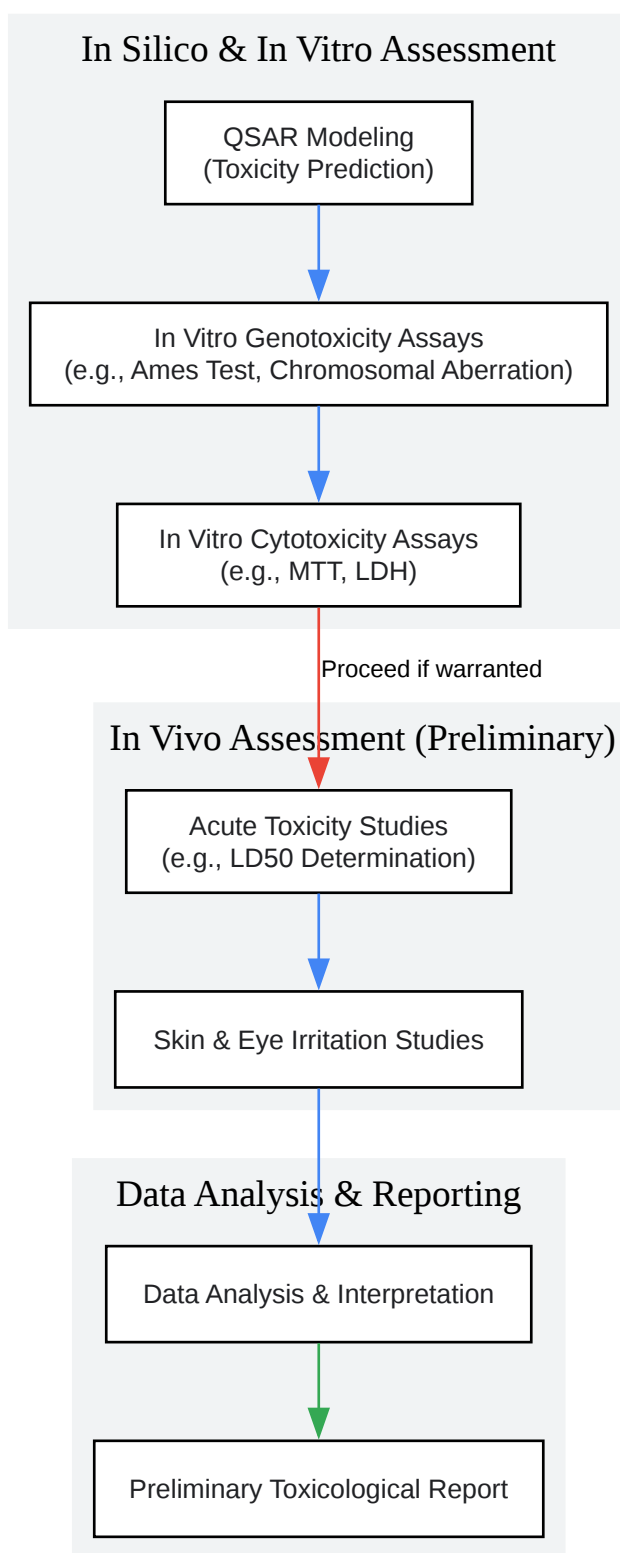 In Silico & In Vitro Assessment
QSAR Modeling
(Toxicity Prediction)
In Vitro Genotoxicity Assays
(e.g., Ames Test, Chromosomal Aberration)
In Vitro Cytotoxicity Assays
(e.g., MTT, LDH)
Proceed if warranted
In Vivo Assessment (Preliminary)
Acute Toxicity Studies
(e.g., LD50 Determination)
Skin & Eye Irritation Studies
Data Analysis & Reporting
Data Analysis & Interpretation
Preliminary Toxicological Report